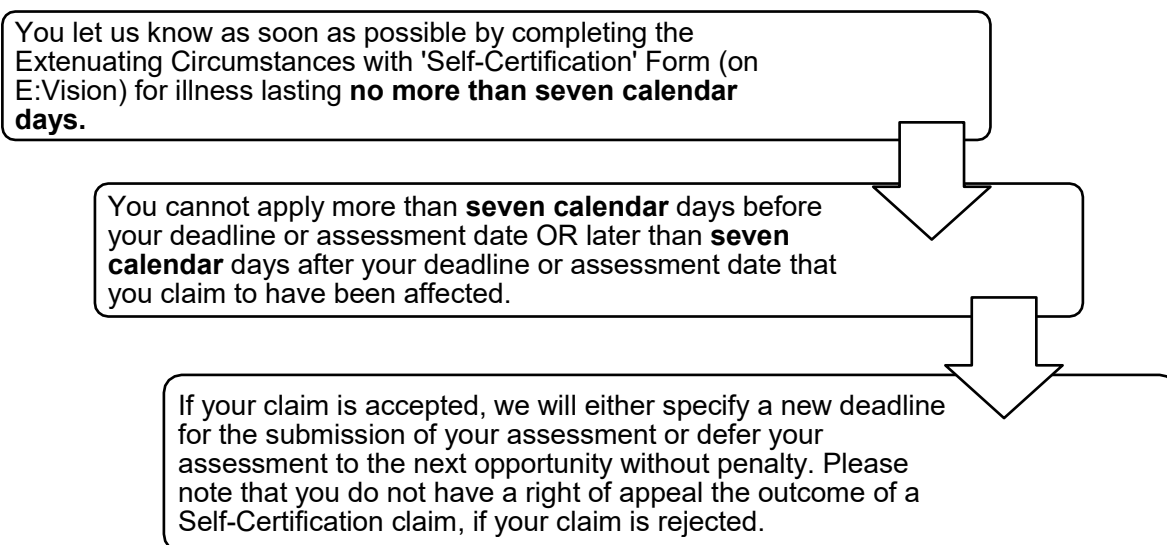 You let us know as soon as possible by completing the
Extenuating Circumstances with 'Self-Certification' Form (on
E:Vision) for illness lasting no more than seven calendar
days.
You cannot apply more than seven calendar days before
your deadline or assessment date OR later than seven
calendar days after your deadline or assessment date that
you claim to have been affected.
If your claim is accepted, we will either specify a new deadline
for the submission of your assessment or defer your
assessment to the next opportunity without penalty. Please
note that you do not have a right of appeal the outcome of a
Self-Certification claim, if your claim is rejected.